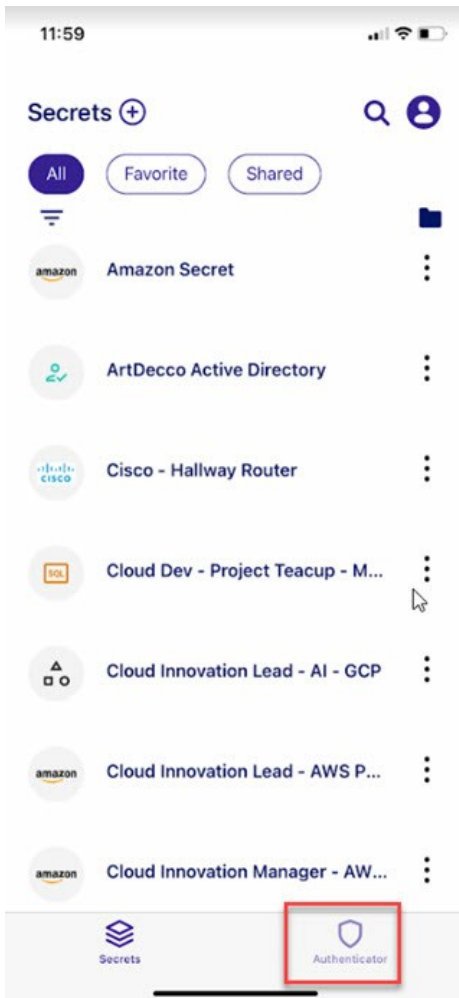 11:59
Secrets
All
Favorite
Shared
amazon
Amazon Secret
ArtDecco Active Directory
CISCO
Cisco - Hallway Router
SQL
Cloud Dev - Project Teacup - M...
Cloud Innovation Lead - AI - GCP
amazon
Cloud Innovation Lead - AWS P...
amazon
Cloud Innovation Manager - AW...
Secrets
Authenticator